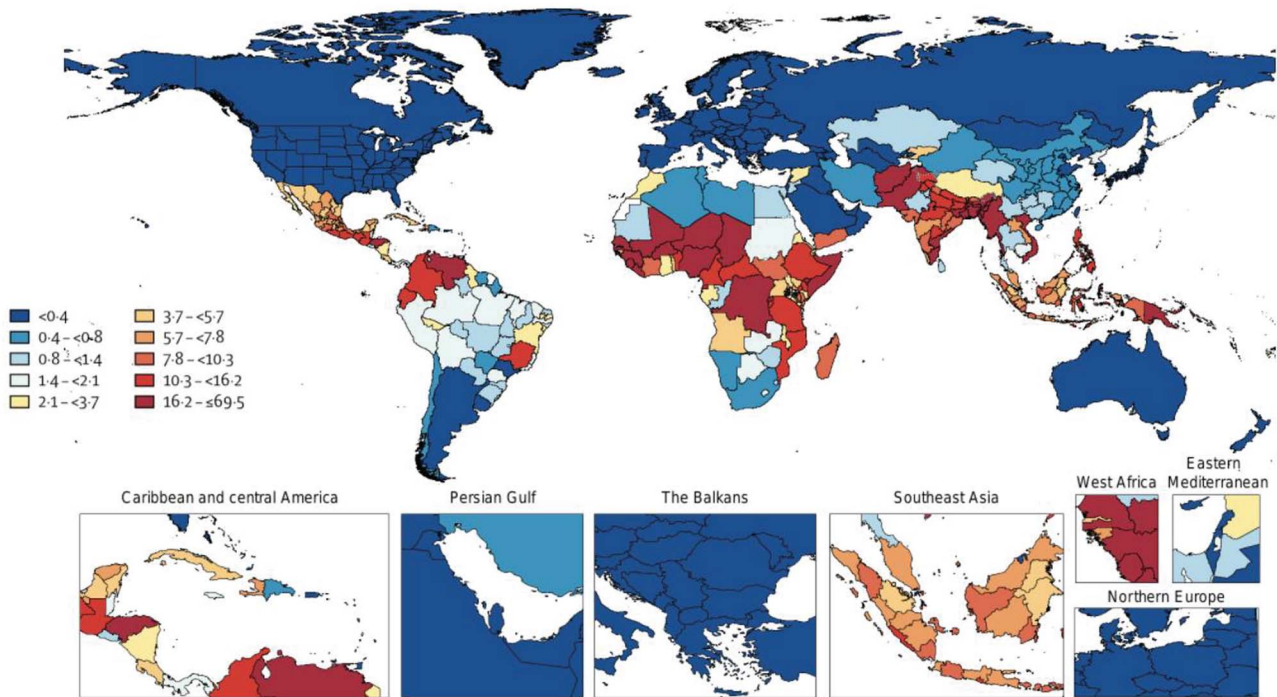 <0·4
0·4 – <0·8
0·8 – <1·4
1·4 – <2·1
2·1 – <3·7
3·7 – <5·7
5·7 – <7·8
7·8 – <10·3
10·3 – <16·2
16·2 – ≤69·5
Caribbean and central America
Persian Gulf
The Balkans
Southeast Asia
West Africa
Eastern
Mediterranean
Northern Europe